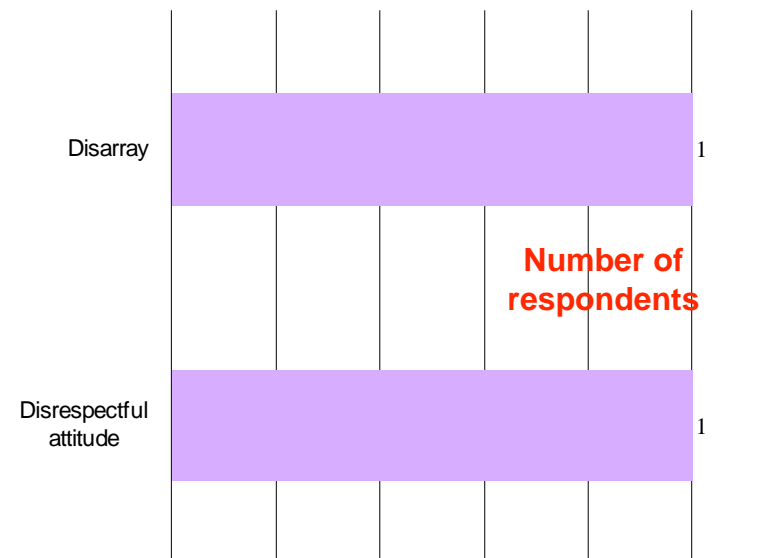 Disarray
1
Number of
respondents
Disrespectful
attitude
1